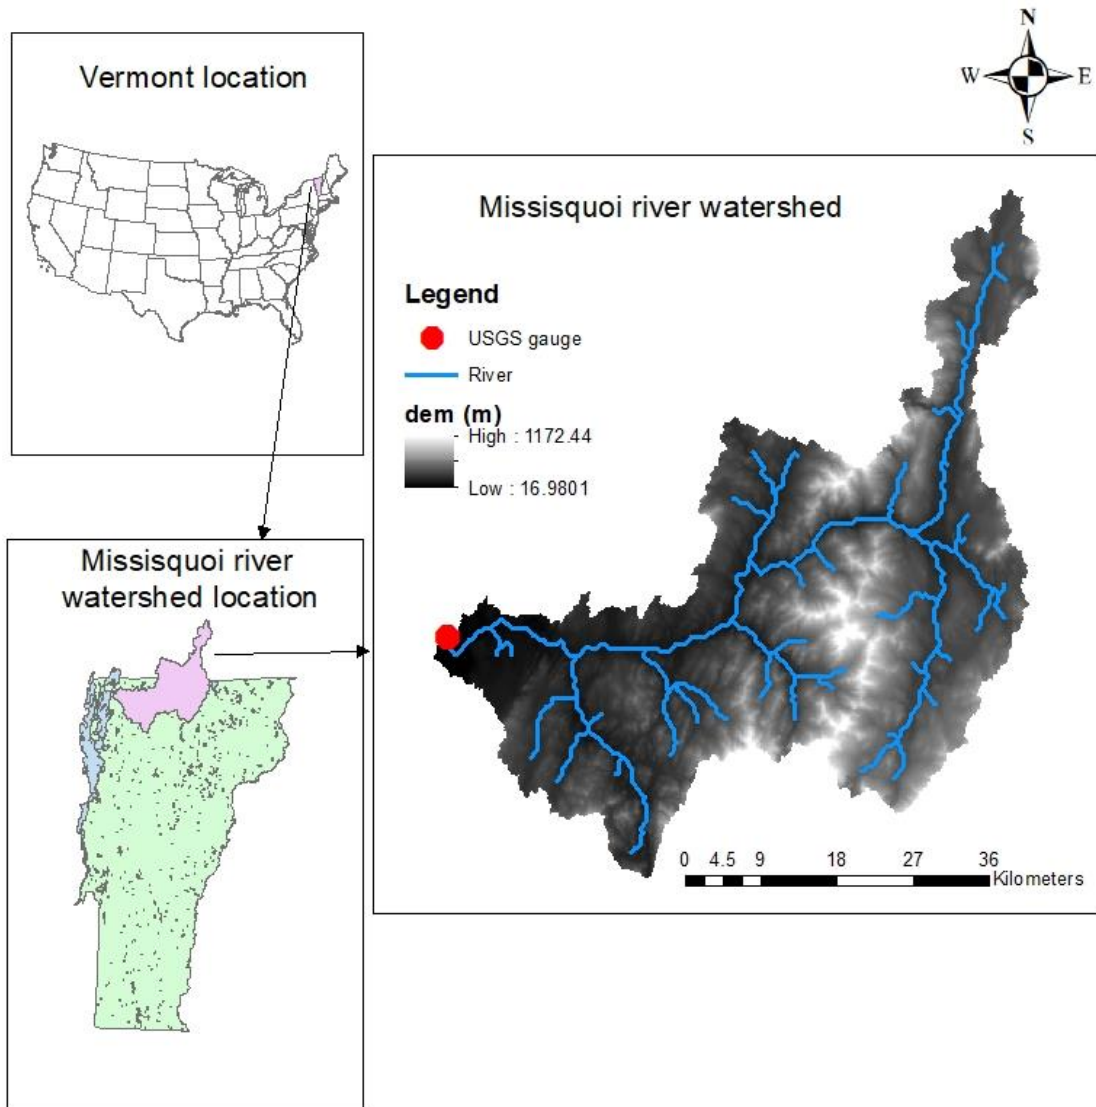 N
W E
S
Vermont location
Missisquoi river watershed
Legend
USGS gauge
River
dem (m)
High : 1172.44
Low : 16.9801
0 4.5 9 18 27 36
Kilometers
Missisquoi river
watershed location